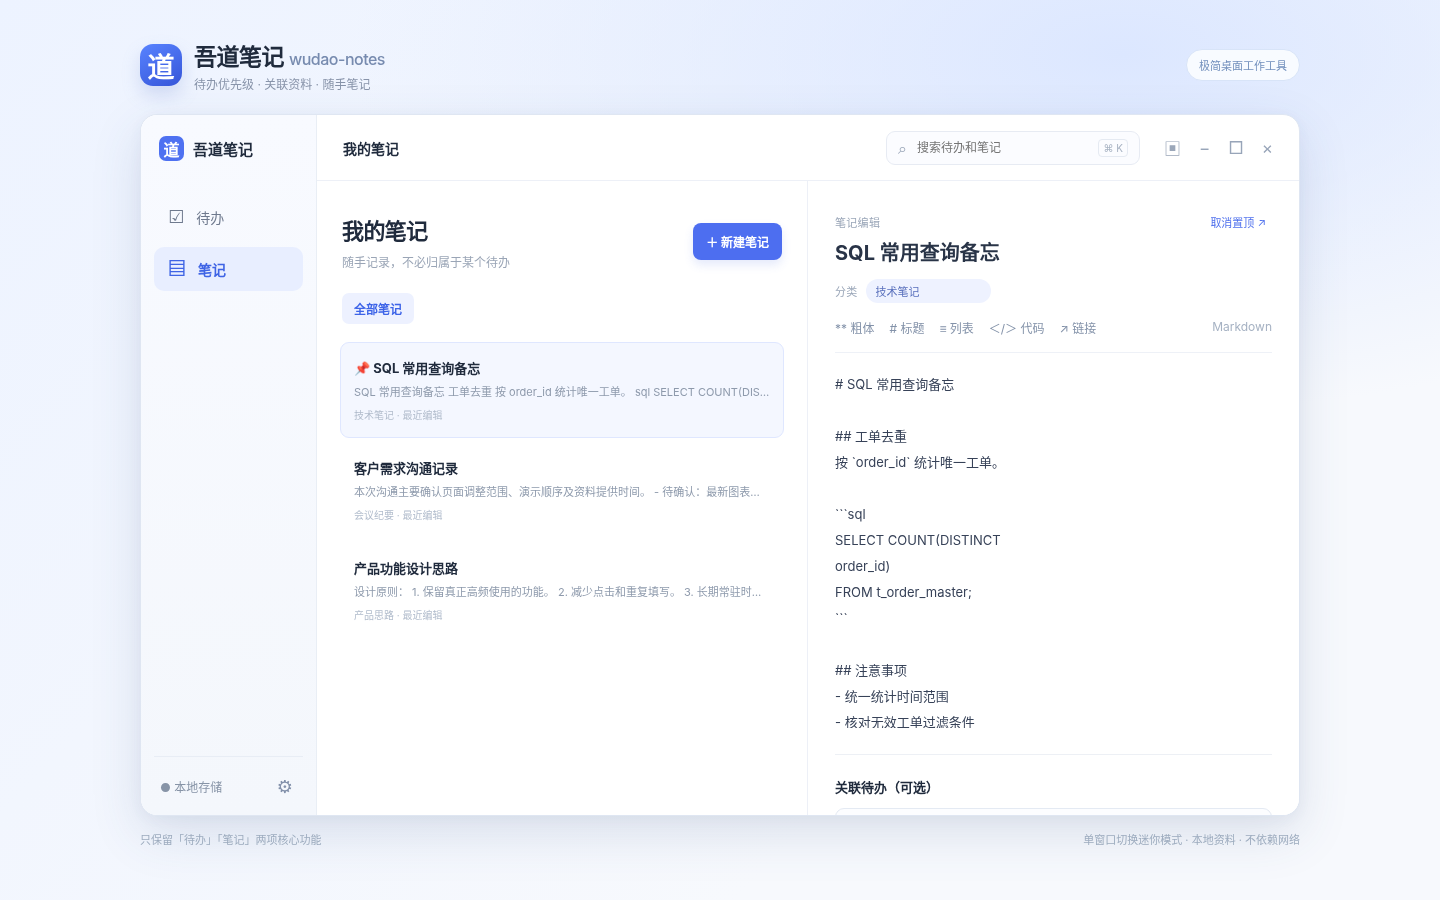 道 吾道笔记 wudao-notes
待办优先级 · 关联资料 · 随手笔记
极简桌面工作工具
道 吾道笔记
待办
笔记
本地存储
我的笔记
搜索待办和笔记 ⌘ K
我的笔记
随手记录，不必归属于某个待办
＋ 新建笔记
全部笔记
📌 SQL 常用查询备忘
SQL 常用查询备忘 工单去重 按 order_id 统计唯一工单。 sql SELECT COUNT(DIS...
技术笔记 · 最近编辑
客户需求沟通记录
本次沟通主要确认页面调整范围、演示顺序及资料提供时间。 - 待确认：最新图表...
会议纪要 · 最近编辑
产品功能设计思路
设计原则： 1. 保留真正高频使用的功能。 2. 减少点击和重复填写。 3. 长期常驻时...
产品思路 · 最近编辑
笔记编辑
取消置顶 ↗
SQL 常用查询备忘
分类 技术笔记
** 粗体 # 标题 ≡ 列表 </> 代码 ↗ 链接 Markdown
# SQL 常用查询备忘
## 工单去重
按 `order_id` 统计唯一工单。
```sql
SELECT COUNT(DISTINCT
order_id)
FROM t_order_master;
```
## 注意事项
- 统一统计时间范围
- 核对无效工单过滤条件
关联待办（可选）
只保留「待办」「笔记」两项核心功能
单窗口切换迷你模式 · 本地资料 · 不依赖网络